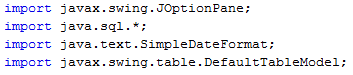 import javax.swing.JOptionPane;
import java.sql.*;
import java.text.SimpleDateFormat;
import javax.swing.table.DefaultTableModel;